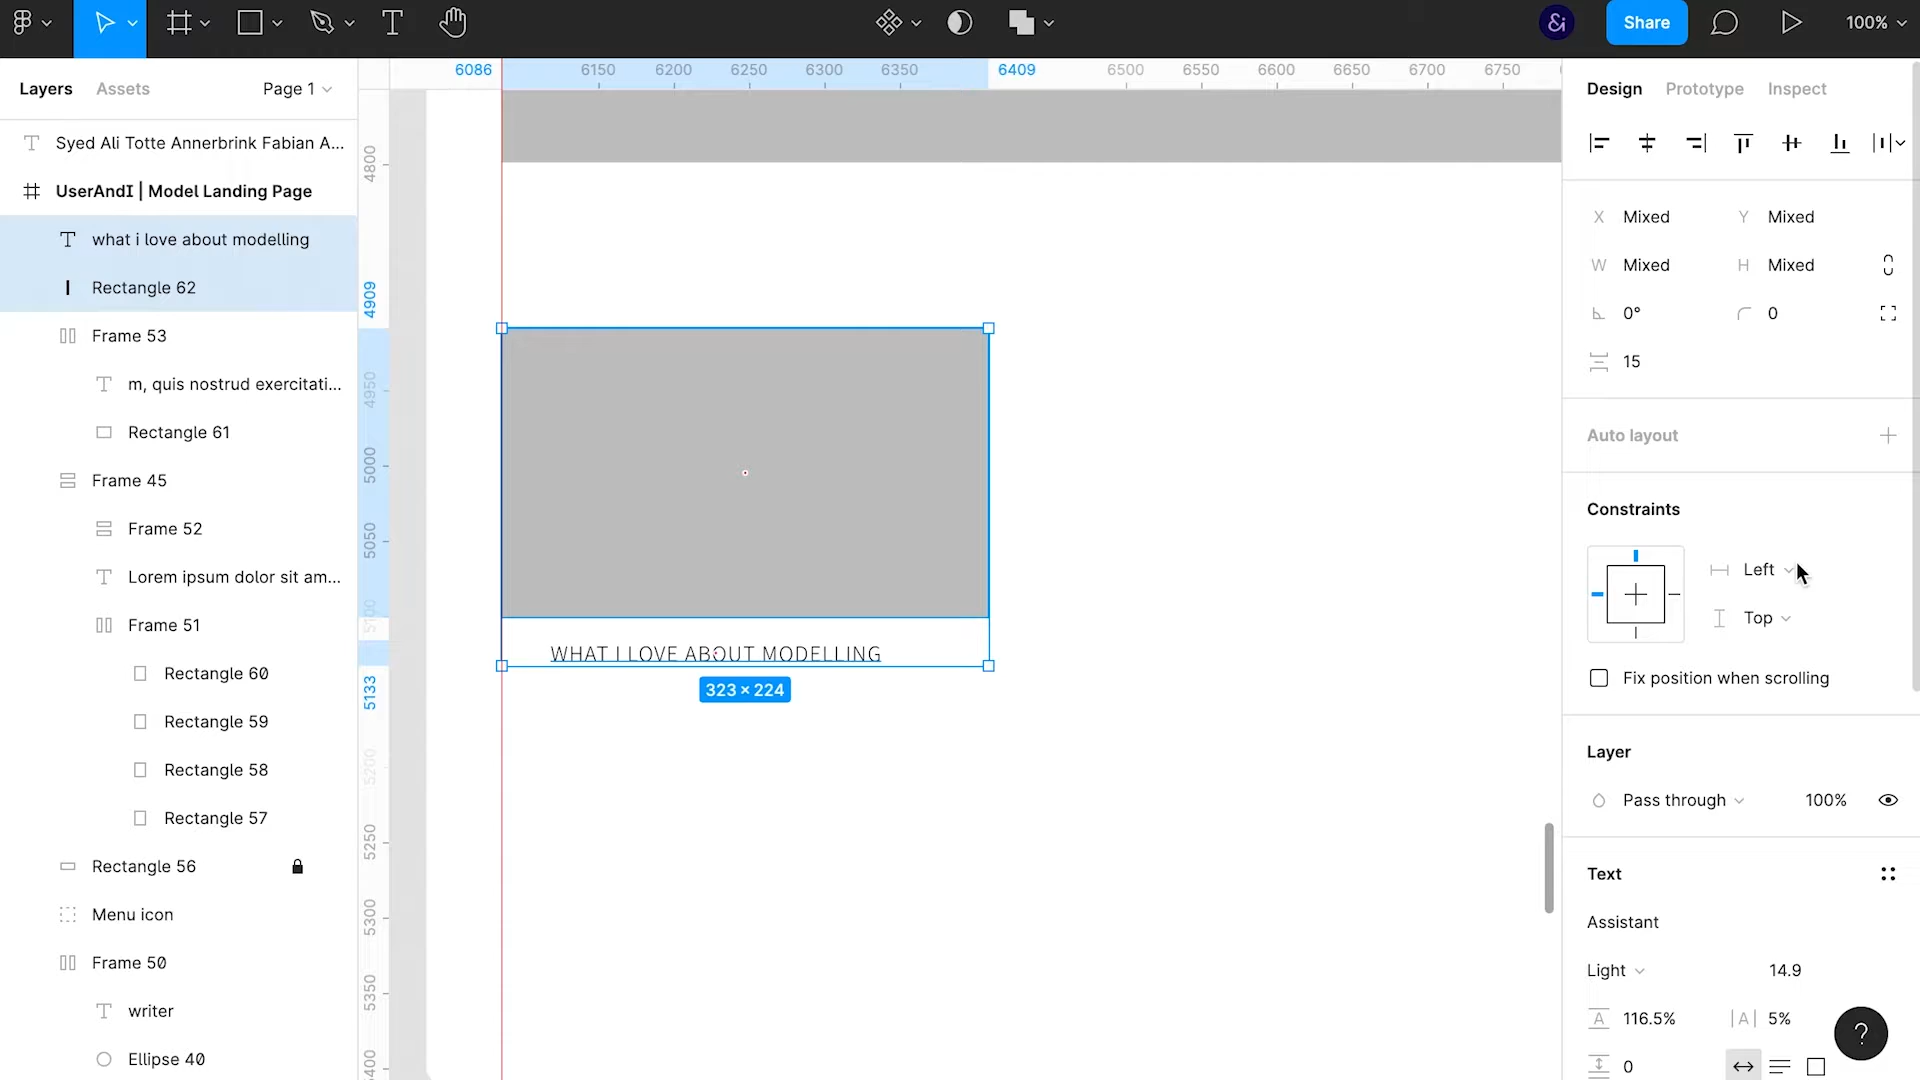 &i
Share
100%
Layers
Assets
Page 1
6086
6150
6200
6250
6300
6350
6409
6500
6550
6600
6650
6700
6750
Design
Prototype
Inspect
Syed Ali Totte Annerbrink Fabian A...
UserAndI | Model Landing Page
what i love about modelling
Rectangle 62
Frame 53
m, quis nostrud exercitati...
Rectangle 61
Frame 45
Frame 52
Lorem ipsum dolor sit am...
Frame 51
Rectangle 60
Rectangle 59
Rectangle 58
Rectangle 57
Rectangle 56
Menu icon
Frame 50
writer
Ellipse 40
4800
4909
4950
5000
5050
5100
5133
5200
5250
5300
5350
5400
WHAT I LOVE ABOUT MODELLING
323 × 224
X Mixed
Y Mixed
W Mixed
H Mixed
0°
0
15
Auto layout
Constraints
Left
Top
Fix position when scrolling
Layer
Pass through
100%
Text
Assistant
Light
14.9
116.5%
|A| 5%
0
?